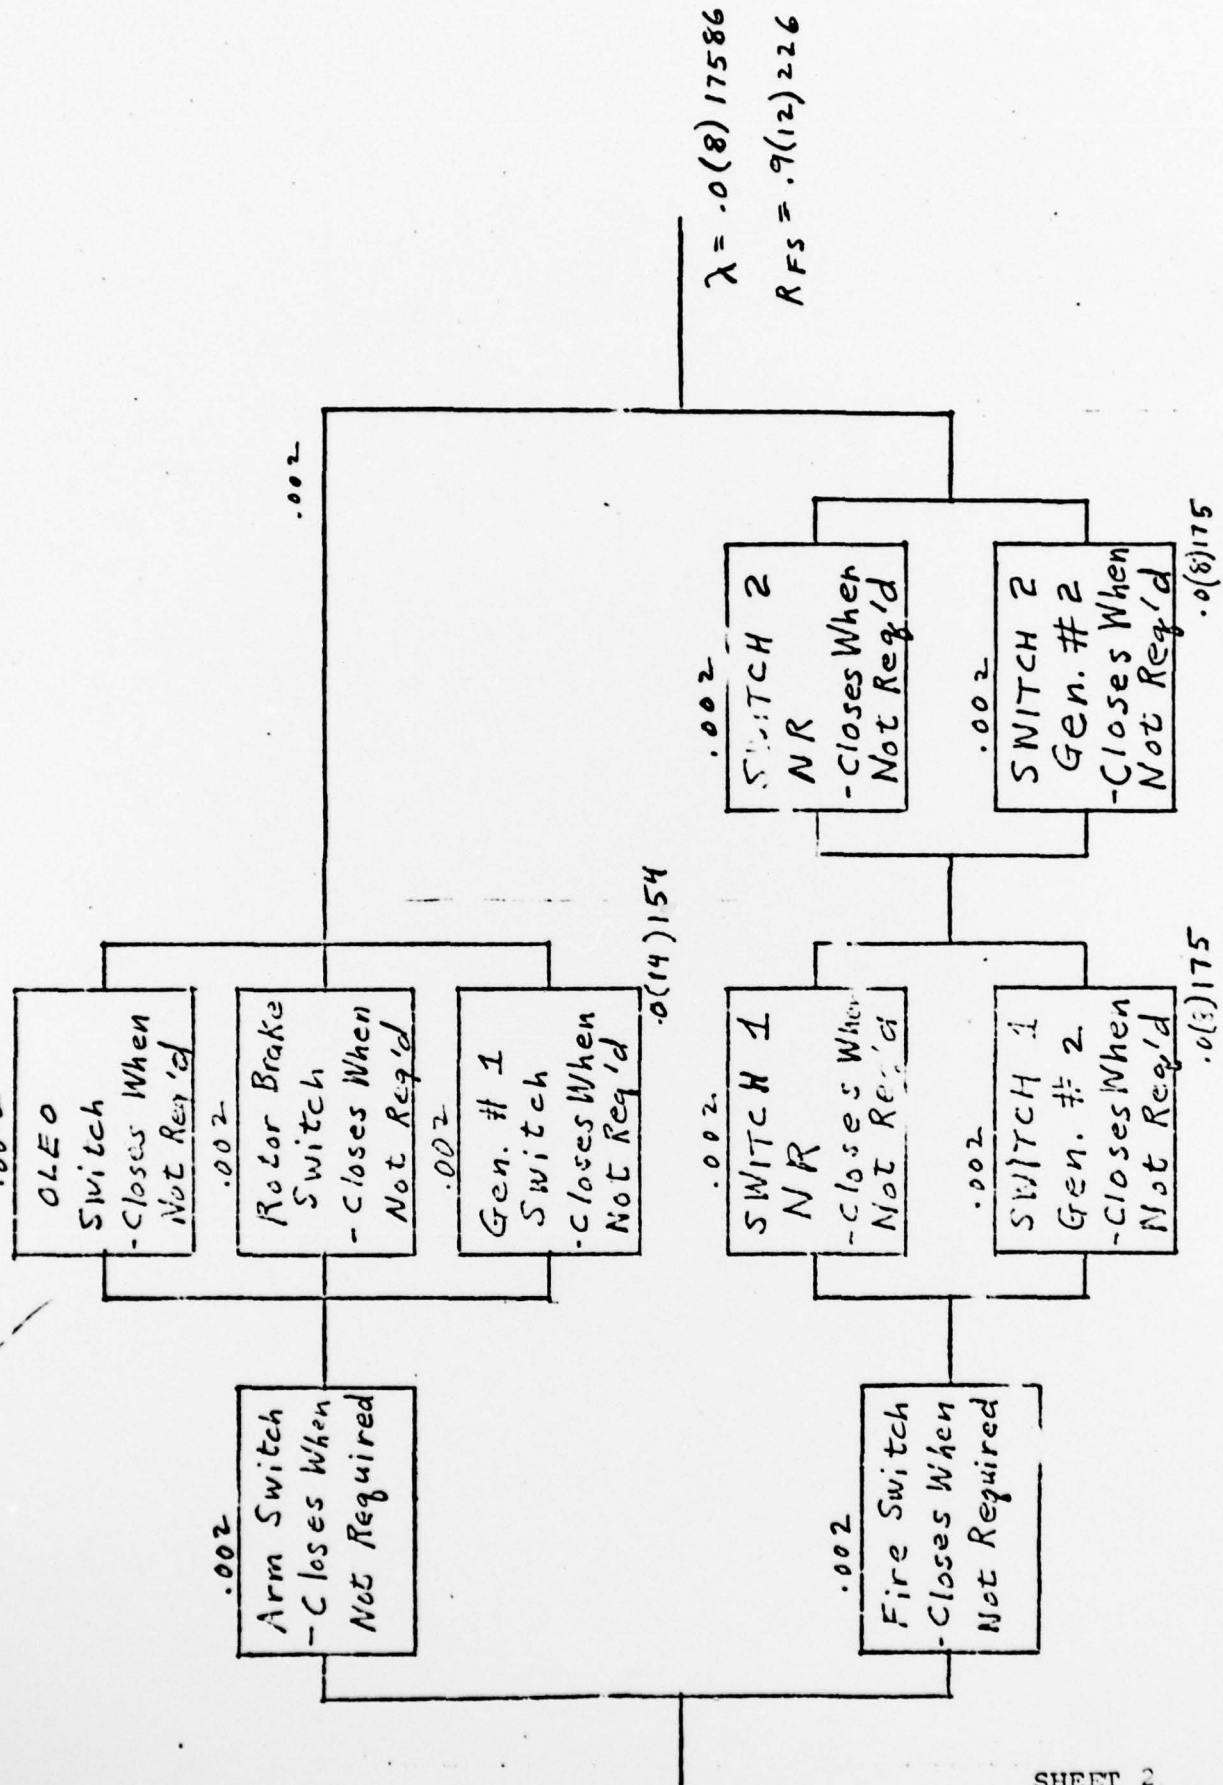 .002
Arm Switch
- Closes When
Not Required
OLEO
Switch
- Closes When
Not Req'd
.002
Rotor Brake
Switch
- Closes When
Not Req'd
.002
Gen. # 1
Switch
- Closes When
Not Req'd
.0(14)154
.002
.002
Fire Switch
- Closes When
Not Required
.002
SWITCH 1
NR
- Closes When
Not Req'd
.002
SWITCH 1
Gen. # 2
- Closes When
Not Req'd
.002
SWITCH 2
NR
- Closes When
Not Req'd
.002
SWITCH 2
Gen. # 2
- Closes When
Not Req'd
.0(8)175
λ = .0(8)17586
RFS = .9(12)226
SHEET 2